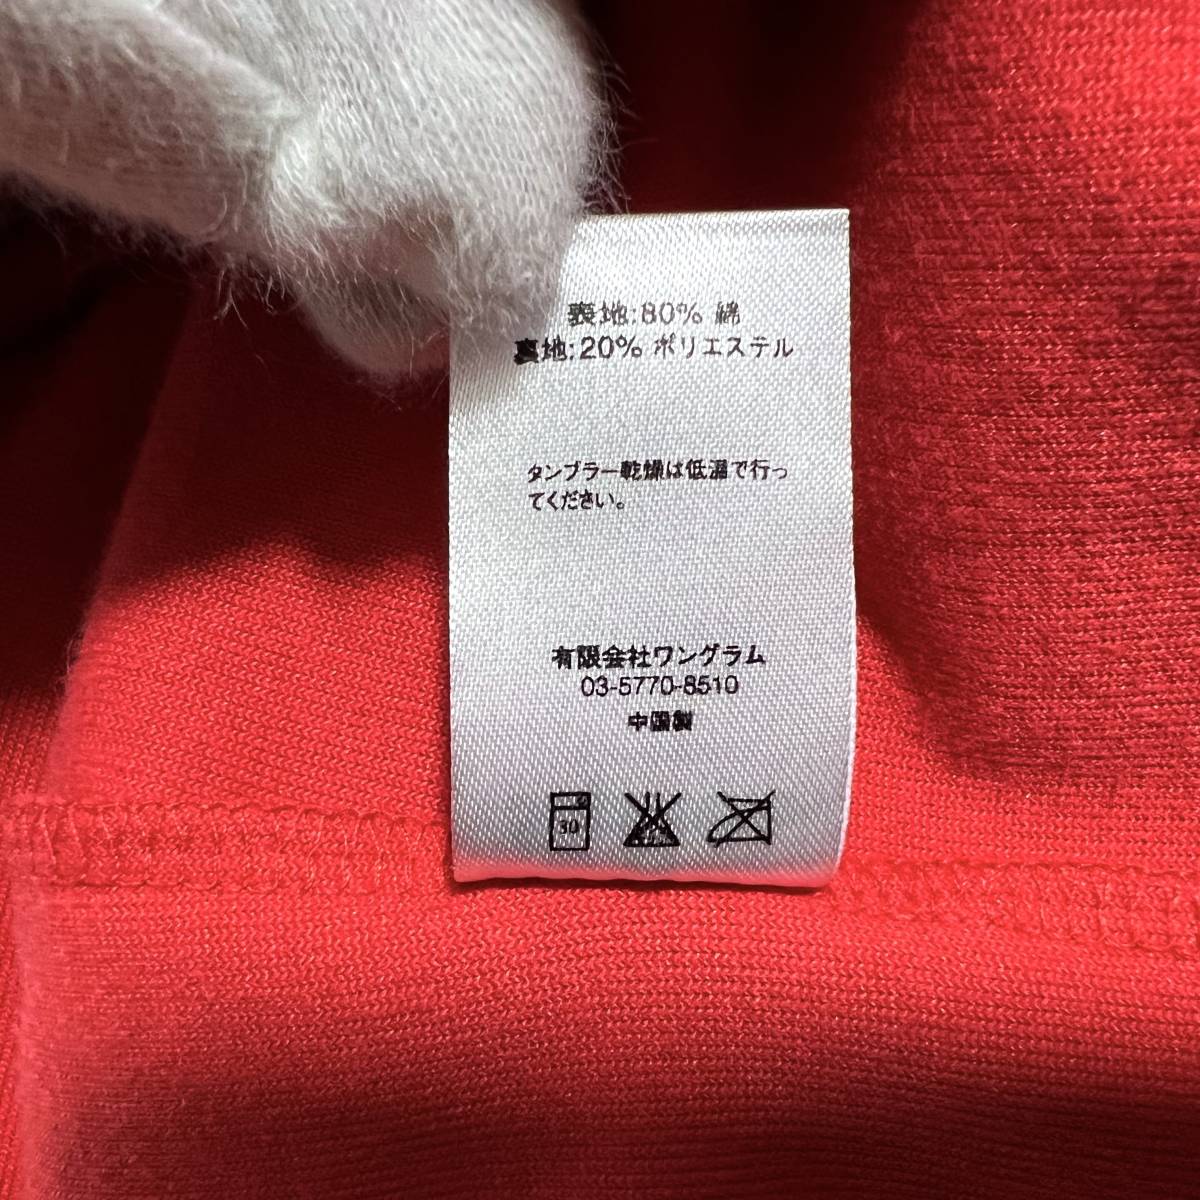 表地:80% 綿
裏地:20% ポリエステル
タンブラー乾燥は低温で行っ
てください。
有限会社ワングラム
03-5770-8510
中国製
30